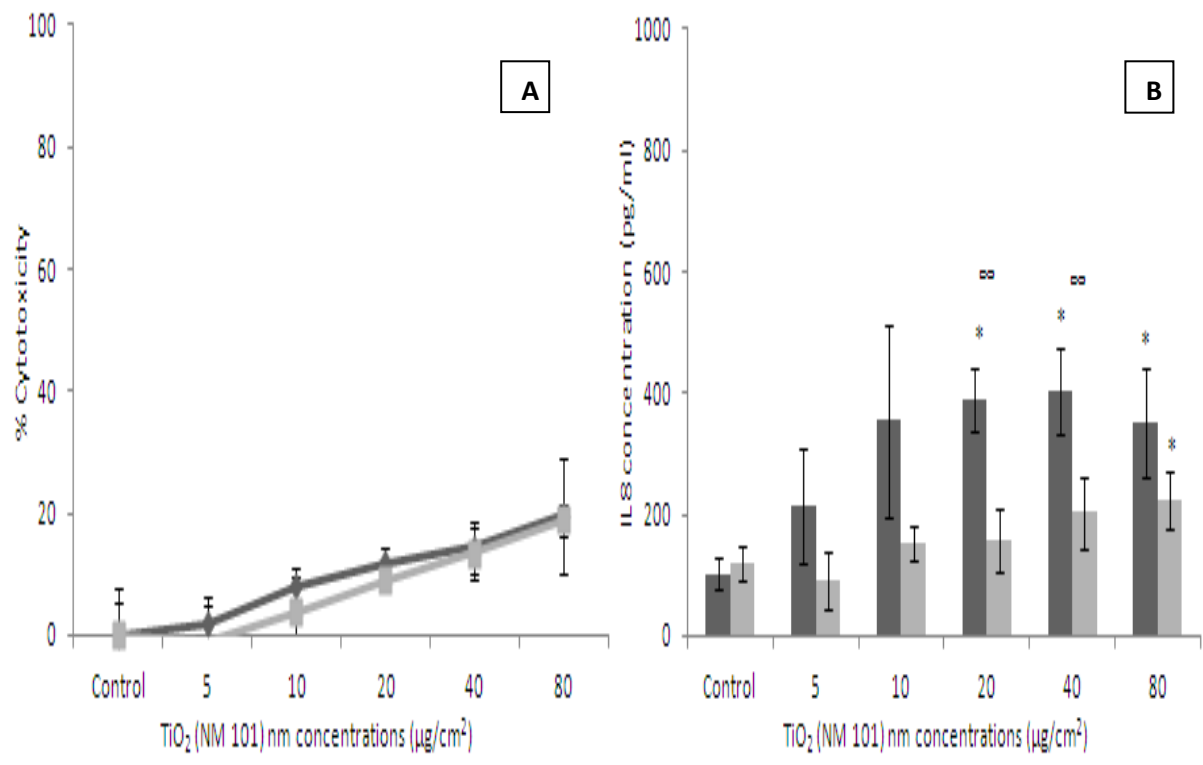 A
% Cytotoxicity
100
80
60
40
20
0
Control 5 10 20 40 80
TiO₂ (NM 101) nm concentrations (µg/cm²)
B
IL8 concentration (pg/ml)
1000
800
600
400
200
0
∞ ∞
* * * *
Control 5 10 20 40 80
TiO₂ (NM 101) nm concentrations (µg/cm²)